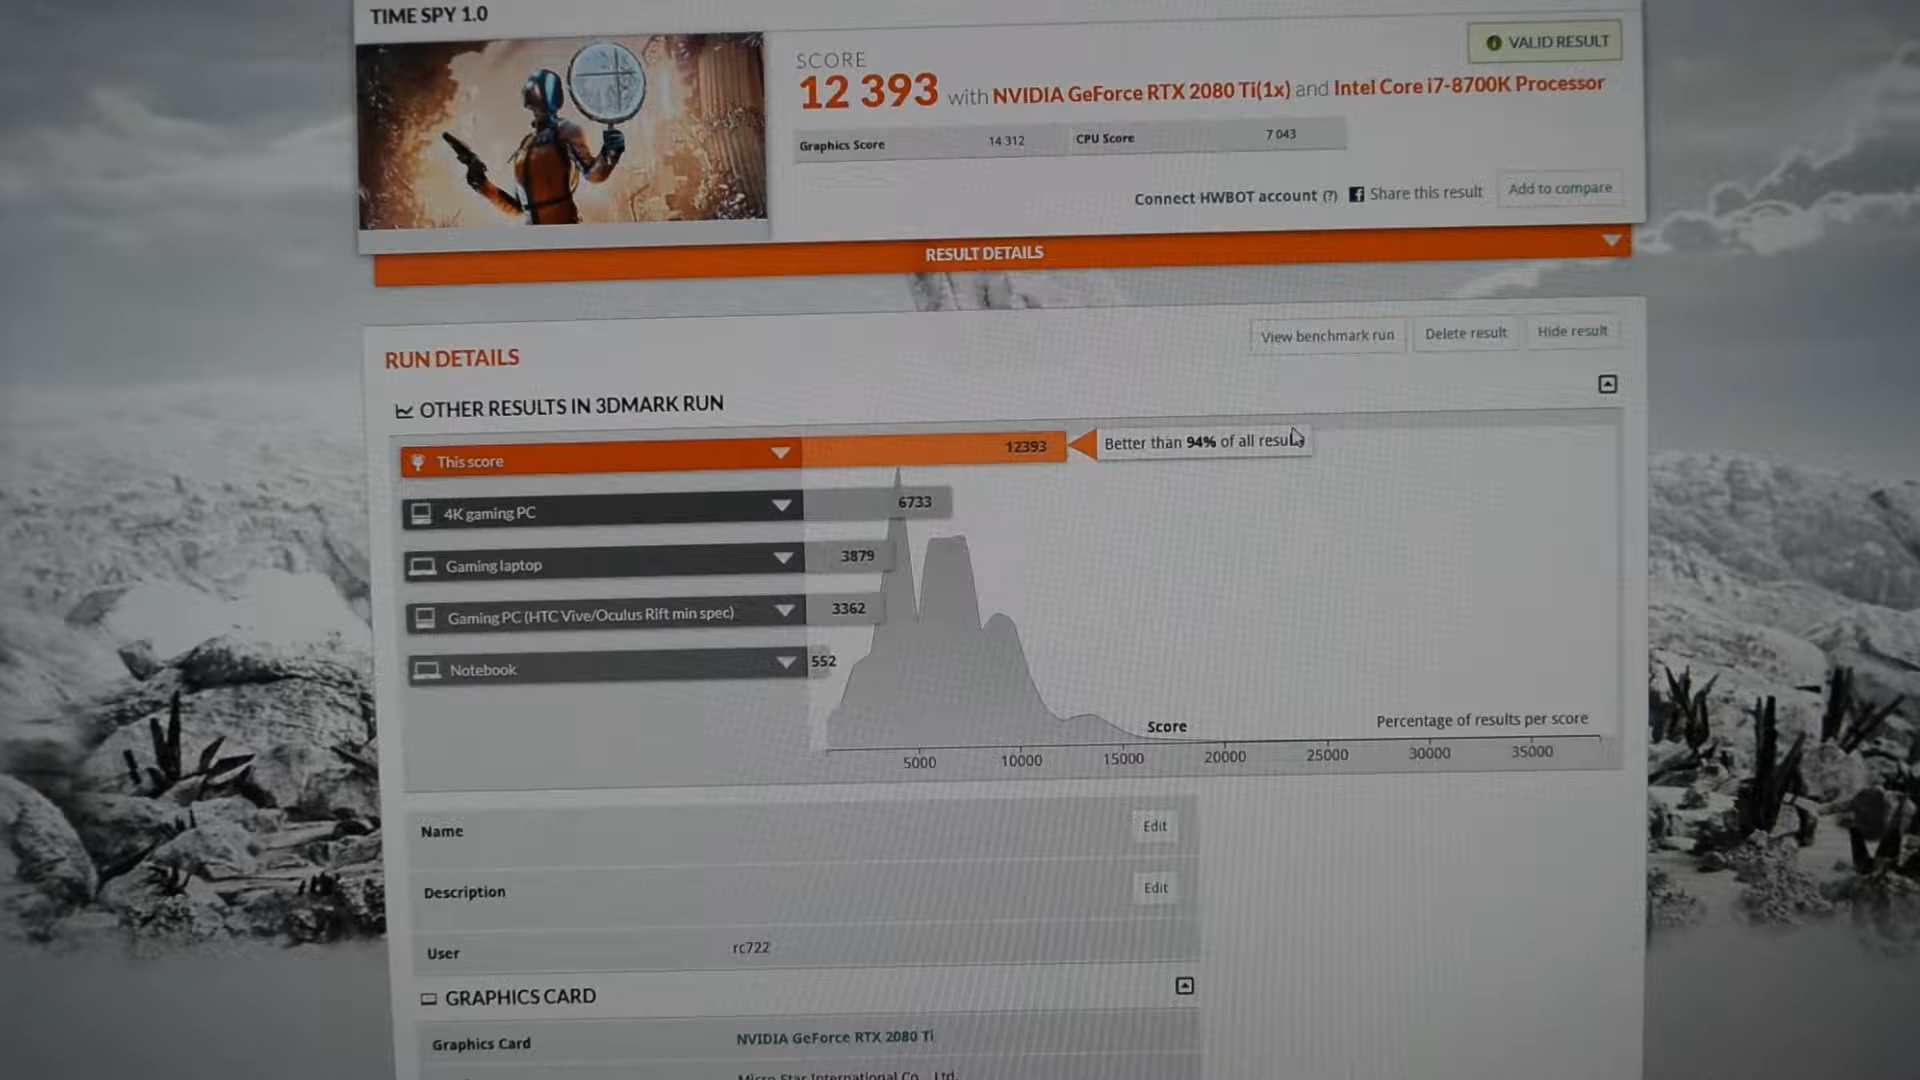 TIME SPY 1.0
VALID RESULT
SCORE
12 393 with NVIDIA GeForce RTX 2080 Ti(1x) and Intel Core i7-8700K Processor
Graphics Score 14 312 CPU Score 7 043
Connect HWBOT account (?) Share this result Add to compare
RESULT DETAILS
View benchmark run Delete result Hide result
RUN DETAILS
OTHER RESULTS IN 3DMARK RUN
This score 12393 Better than 94% of all results
4K gaming PC 6733
Gaming laptop 3879
Gaming PC (HTC Vive/Oculus Rift min spec) 3362
Notebook 552
Score Percentage of results per score
5000 10000 15000 20000 25000 30000 35000
Name Edit
Description Edit
User rc722
GRAPHICS CARD
Graphics Card NVIDIA GeForce RTX 2080 Ti
Micro-Star International Co., Ltd.